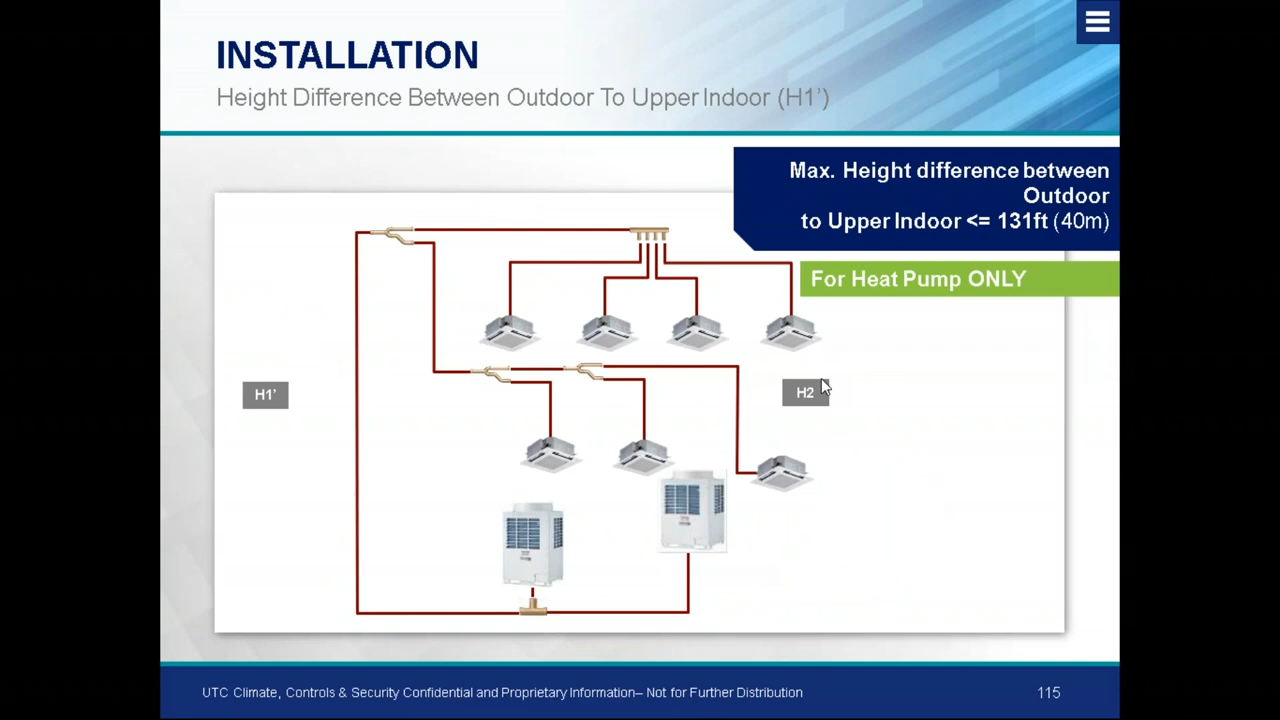 INSTALLATION
Height Difference Between Outdoor To Upper Indoor (H1’)
Max. Height difference between
Outdoor
to Upper Indoor <= 131ft (40m)
For Heat Pump ONLY
H1’
H2
UTC Climate, Controls & Security Confidential and Proprietary Information– Not for Further Distribution
115